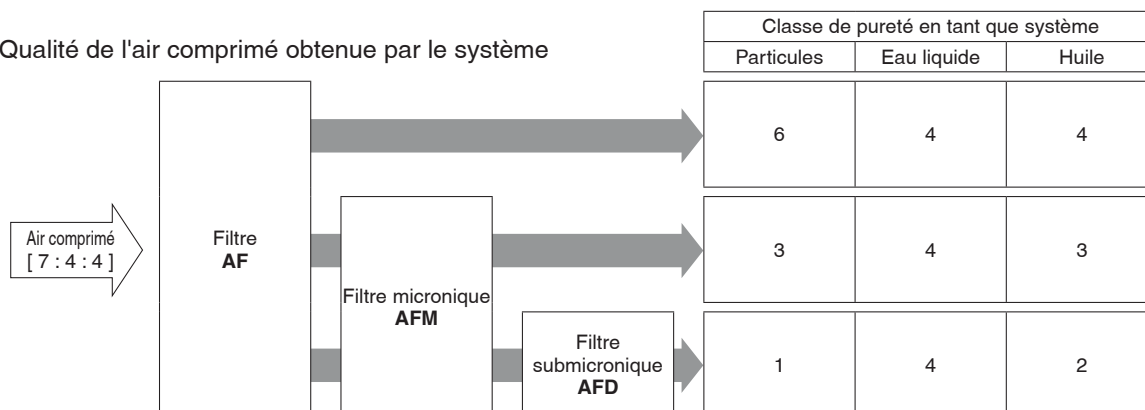 Qualité de l'air comprimé obtenue par le système
Classe de pureté en tant que système
Particules Eau liquide Huile
6 4 4
Air comprimé
[ 7 : 4 : 4 ]
Filtre
AF
3 4 3
Filtre micronique
AFM
Filtre
submicronique
AFD
1 4 2